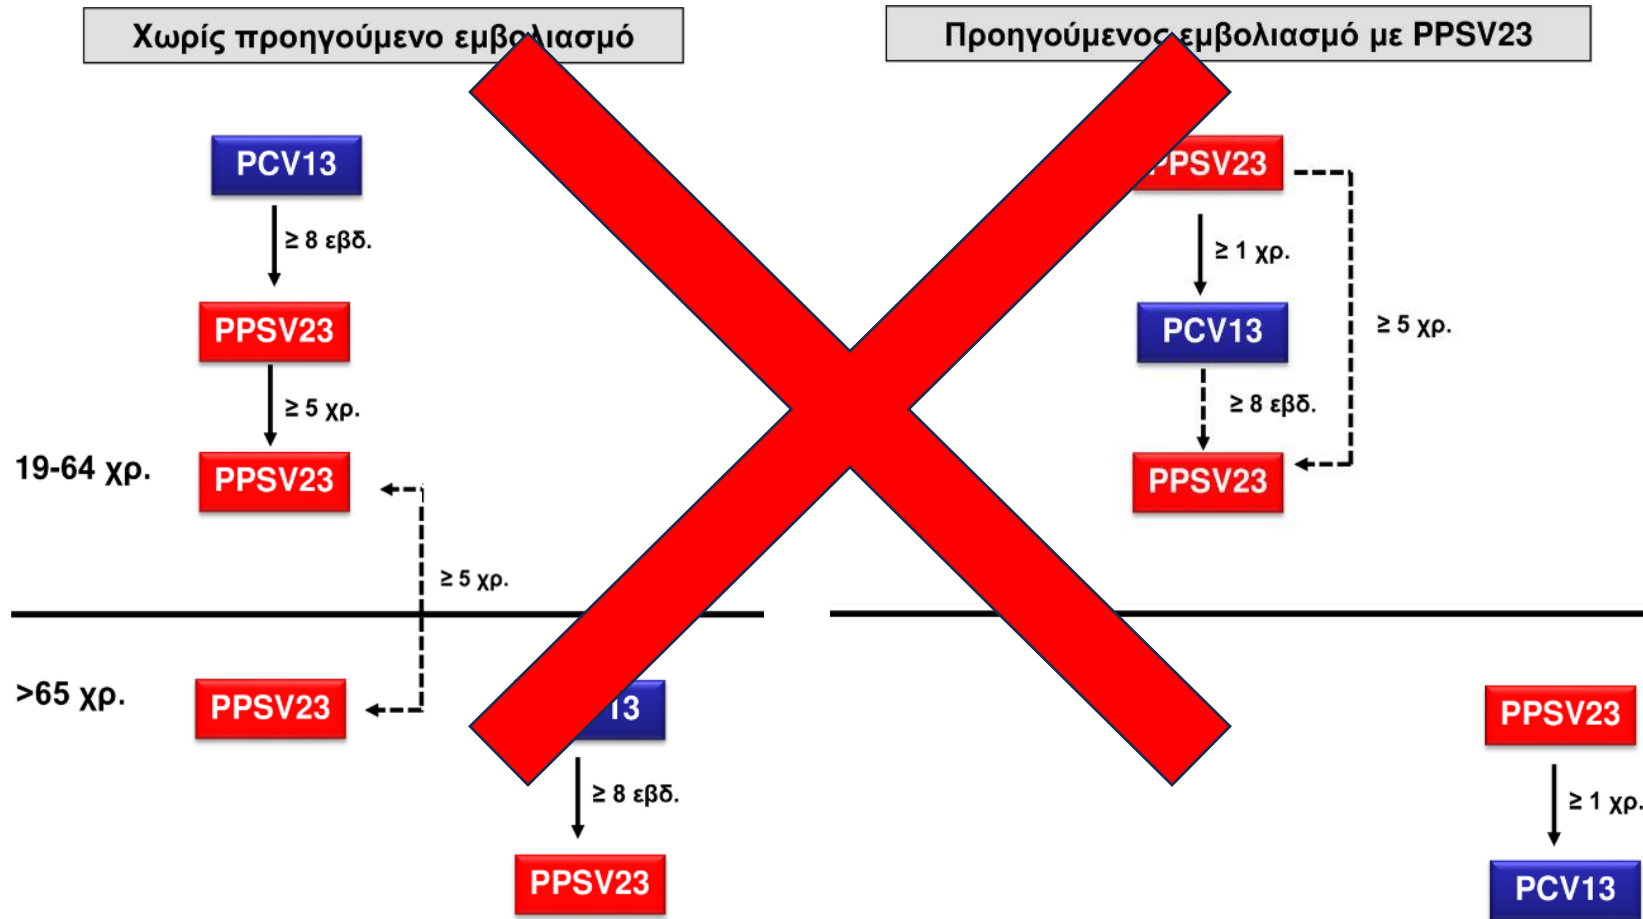 Χωρίς προηγούμενο εμβολιασμό
PCV13
≥ 8 εβδ.
PPSV23
≥ 5 χρ.
19-64 χρ.
PPSV23
≥ 5 χρ.
>65 χρ.
PPSV23
13
≥ 8 εβδ.
PPSV23
Προηγούμενος εμβολιασμό με PPSV23
PPSV23
≥ 1 χρ.
PCV13
≥ 5 χρ.
≥ 8 εβδ.
PPSV23
PPSV23
≥ 1 χρ.
PCV13